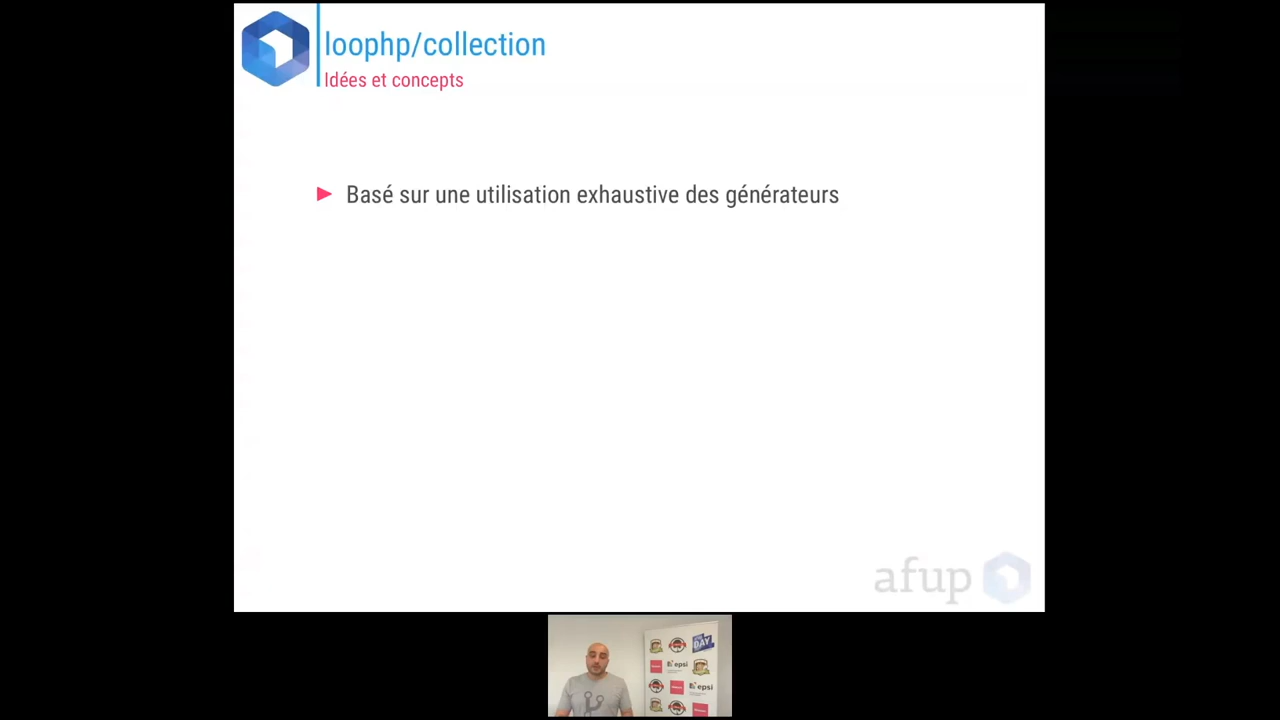 loophp/collection
Idées et concepts
Basé sur une utilisation exhaustive des générateurs
afup
DAY
epsi
epsi